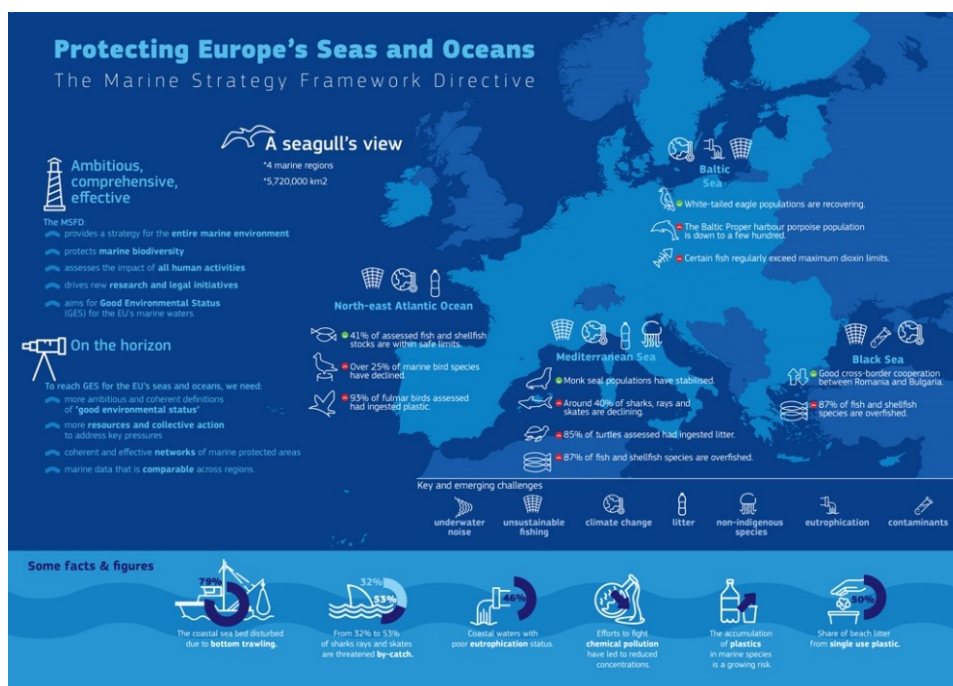 Protecting Europe's Seas and Oceans
The Marine Strategy Framework Directive
A seagull's view
*4 marine regions
*5,720,000 km2
Ambitious,
comprehensive,
effective
The MSFD:
provides a strategy for the entire marine environment
protects marine biodiversity
assesses the impact of all human activities
drives new research and legal initiatives
aims for Good Environmental Status
(GES) for the EU's marine waters.
On the horizon
To reach GES for the EU's seas and oceans, we need:
more ambitious and coherent definitions
of 'good environmental status'
more resources and collective action
to address key pressures
coherent and effective networks of marine protected areas
marine data that is comparable across regions.
Baltic
Sea
White-tailed eagle populations are recovering.
The Baltic Proper harbour porpoise population
is down to a few hundred.
Certain fish regularly exceed maximum dioxin limits.
North-east Atlantic Ocean
41% of assessed fish and shellfish
stocks are within safe limits.
Over 25% of marine bird species
have declined.
93% of fulmar birds assessed
had ingested plastic.
Mediterranean Sea
Monk seal populations have stabilised.
Around 40% of sharks, rays and
skates are declining.
85% of turtles assessed had ingested litter.
87% of fish and shellfish species are overfished.
Black Sea
Good cross-border cooperation
between Romania and Bulgaria.
87% of fish and shellfish
species are overfished.
Key and emerging challenges
underwater
noise
unsustainable
fishing
climate change
litter
non-indigenous
species
eutrophication
contaminants
Some facts & figures
79%
The coastal sea bed disturbed
due to bottom trawling.
32%
53%
From 32% to 53%
of sharks rays and skates
are threatened by-catch.
46%
Coastal waters with
poor eutrophication status.
Efforts to fight
chemical pollution
have led to reduced
concentrations.
The accumulation
of plastics
in marine species
is a growing risk.
50%
Share of beach litter
from single use plastic.